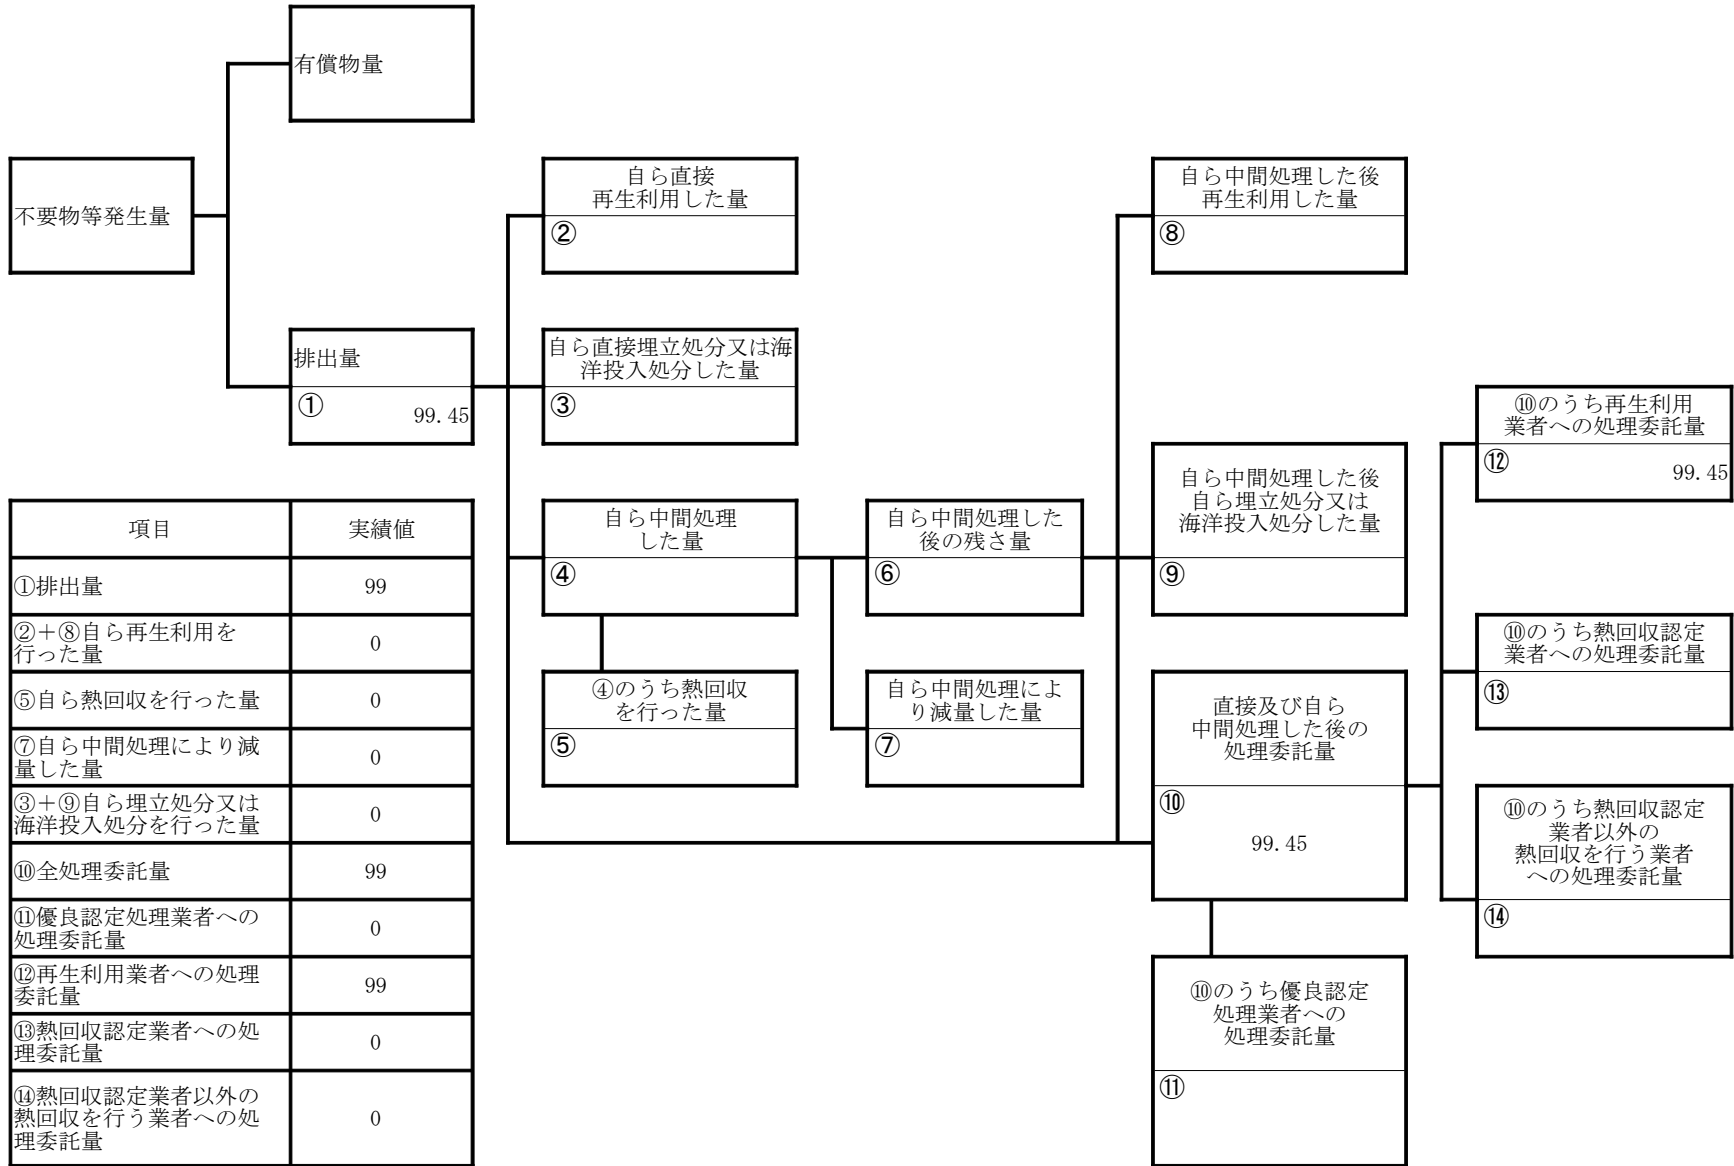 有償物量
不要物等発生量
排出量
①
99.45
自ら直接
再生利用した量
②
自ら直接埋立処分又は海
洋投入処分した量
③
自ら中間処理
した量
④
④のうち熱回収
を行った量
⑤
自ら中間処理した
後の残さ量
⑥
自ら中間処理によ
り減量した量
⑦
自ら中間処理した後
再生利用した量
⑧
自ら中間処理した後
自ら埋立処分又は
海洋投入処分した量
⑨
直接及び自ら
中間処理した後の
処理委託量
⑩
99.45
⑩のうち優良認定
処理業者への
処理委託量
⑪
⑩のうち再生利用
業者への処理委託量
⑫
99.45
⑩のうち熱回収認定
業者への処理委託量
⑬
⑩のうち熱回収認定
業者以外の
熱回収を行う業者
への処理委託量
⑭
項目 実績値
①排出量 99
②+⑧自ら再生利用を
行った量 0
⑤自ら熱回収を行った量 0
⑦自ら中間処理により減
量した量 0
③+⑨自ら埋立処分又は
海洋投入処分を行った量 0
⑩全処理委託量 99
⑪優良認定処理業者への
処理委託量 0
⑫再生利用業者への処理
委託量 99
⑬熱回収認定業者への処
理委託量 0
⑭熱回収認定業者以外の
熱回収を行う業者への処
理委託量 0